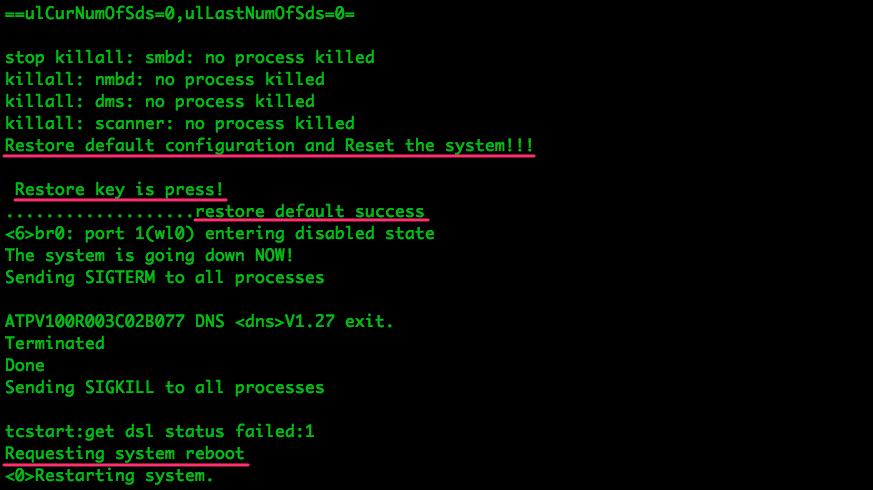 ==ulCurNumOfSds=0,ulLastNumOfSds=0=
stop killall: smbd: no process killed
killall: nmbd: no process killed
killall: dms: no process killed
killall: scanner: no process killed
Restore default configuration and Reset the system!!!
Restore key is press!
...................restore default success
<6>br0: port 1(wl0) entering disabled state
The system is going down NOW!
Sending SIGTERM to all processes
ATPV100R003C02B077 DNS <dns>V1.27 exit.
Terminated
Done
Sending SIGKILL to all processes
tcstart:get dsl status failed:1
Requesting system reboot
<0>Restarting system.